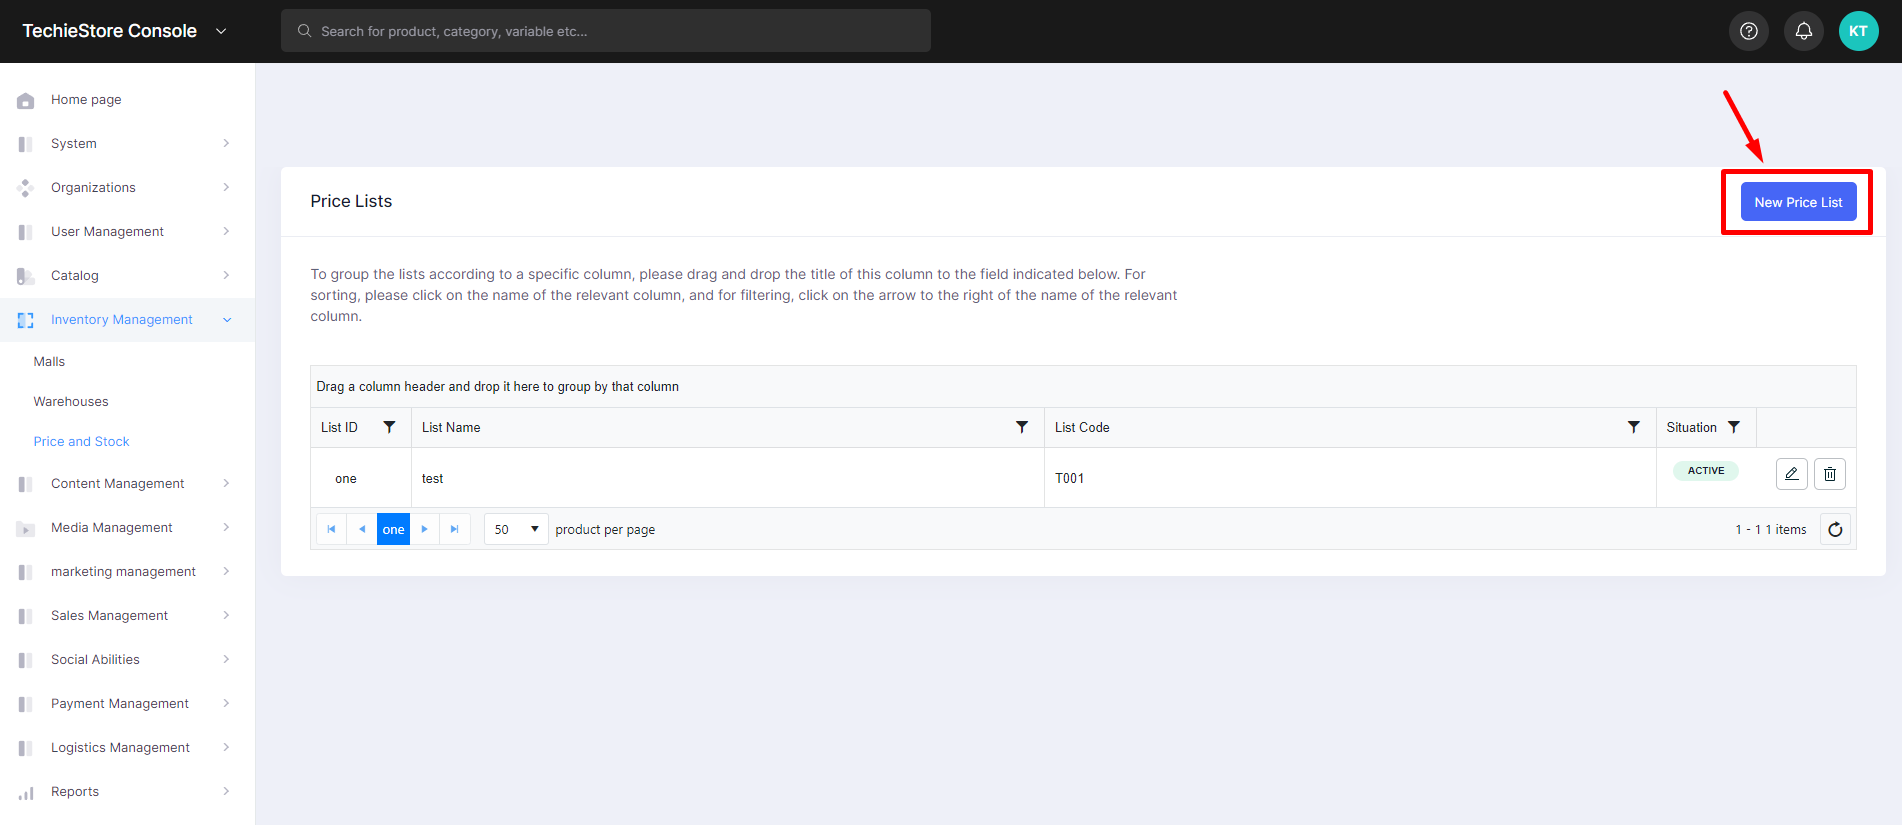 TechieStore Console
Search for product, category, variable etc...
KT
Home page
System
Organizations
User Management
Catalog
Inventory Management
Malls
Warehouses
Price and Stock
Content Management
Media Management
marketing management
Sales Management
Social Abilities
Payment Management
Logistics Management
Reports
Price Lists
New Price List
To group the lists according to a specific column, please drag and drop the title of this column to the field indicated below. For
sorting, please click on the name of the relevant column, and for filtering, click on the arrow to the right of the name of the relevant
column.
Drag a column header and drop it here to group by that column
List ID List Name List Code Situation
one test T001 ACTIVE
one 50 product per page 1 - 1 1 items